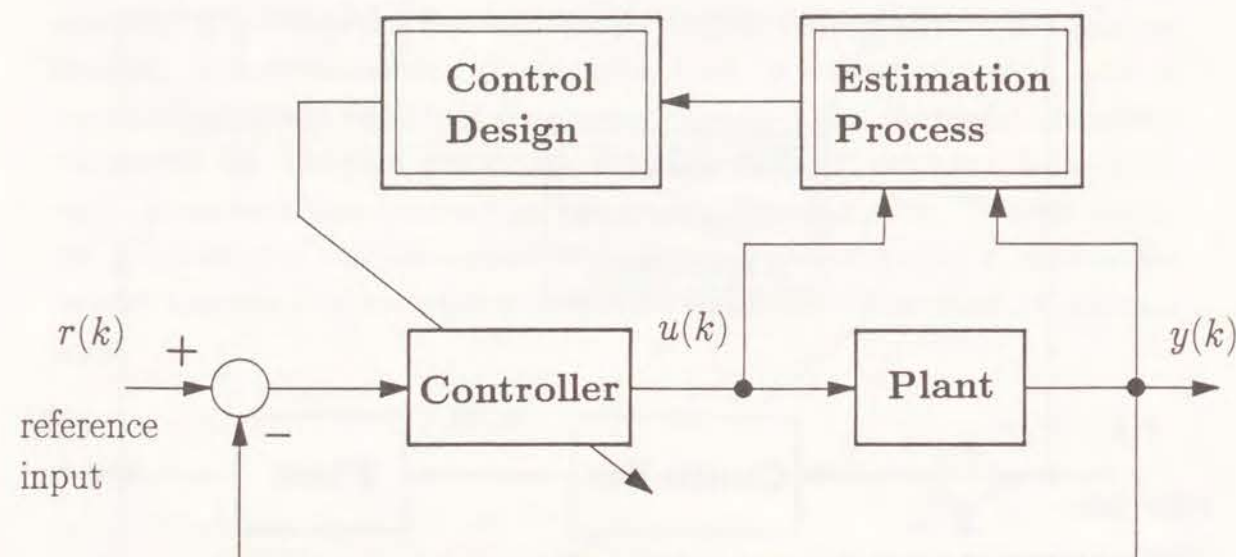 Control
Design
Estimation
Process
r(k)
+
u(k)
y(k)
Controller
Plant
reference
−
input